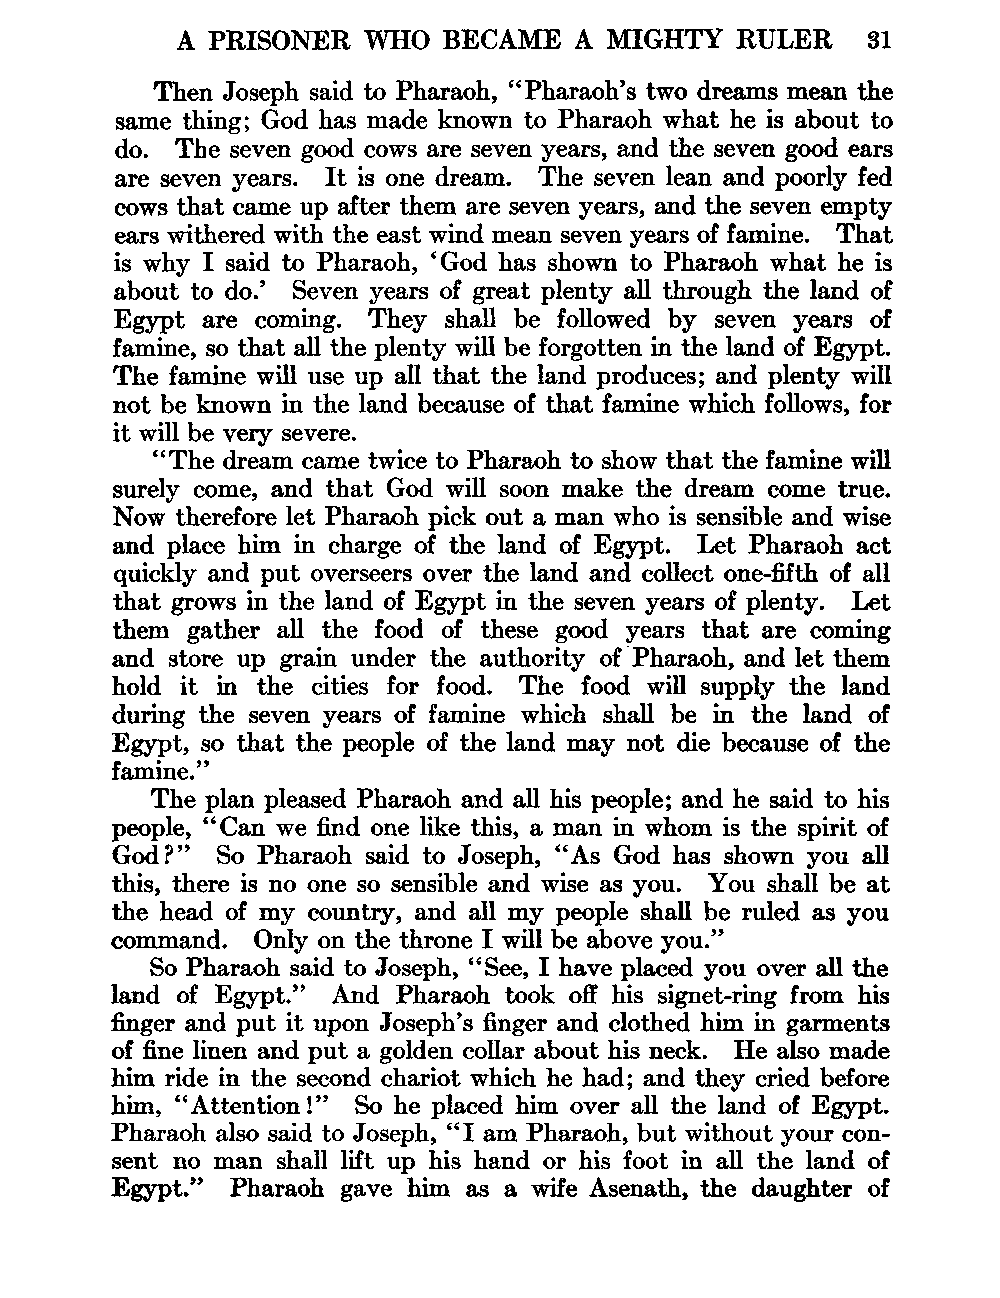 A PRISONER WHO BECAME A MIGHTY RULER 31
Then Joseph said to Pharaoh, “Pharaoh’s two dreams mean the
same thing; God has made known to Pharaoh what he is about to
do. The seven good cows are seven years, and the seven good ears
are seven years. It is one dream. The seven lean and poorly fed
cows that came up after them are seven years, and the seven empty
ears withered with the east wind mean seven years of famine. That
is why I said to Pharaoh, ‘God has shown to Pharaoh what he is
about to do.’ Seven years of great plenty all through the land of
Egypt are coming. They shall be followed by seven years of
famine, so that all the plenty will be forgotten in the land of Egypt.
The famine will use up all that the land produces; and plenty will
not be known in the land because of that famine which follows, for
it will be very severe.
“The dream came twice to Pharaoh to show that the famine will
surely come, and that God will soon make the dream come true.
Now therefore let Pharaoh pick out a man who is sensible and wise
and place him in charge of the land of Egypt. Let Pharaoh act
quickly and put overseers over the land and collect one-fifth of all
that grows in the land of Egypt in the seven years of plenty. Let
them gather all the food of these good years that are coming
and store up grain under the authority of Pharaoh, and let them
hold it in the cities for food. The food will supply the land
during the seven years of famine which shall be in the land of
Egypt, so that the people of the land may not die because of the
famine.”
The plan pleased Pharaoh and all his people; and he said to his
people, “Can we find one like this, a man in whom is the spirit of
God?” So Pharaoh said to Joseph, “As God has shown you all
this, there is no one so sensible and wise as you. You shall be at
the head of my country, and all my people shall be ruled as you
command. Only on the throne I will be above you.”
So Pharaoh said to Joseph, “See, I have placed you over all the
land of Egypt.” And Pharaoh took off his signet-ring from his
finger and put it upon Joseph’s finger and clothed him in garments
of fine linen and put a golden collar about his neck. He also made
him ride in the second chariot which he had; and they cried before
him, “Attention!” So he placed him over all the land of Egypt.
Pharaoh also said to Joseph, “I am Pharaoh, but without your con-
sent no man shall lift up his hand or his foot in all the land of
Egypt.” Pharaoh gave him as a wife Asenath, the daughter of